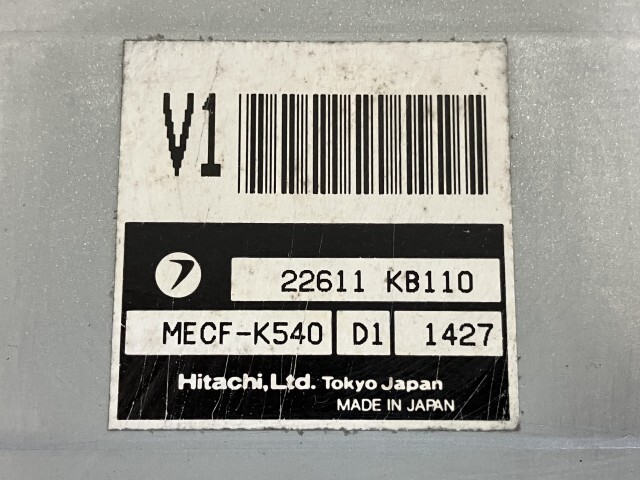 V1
22611 KB110
MECF-K540 D1 1427
Hitachi,Ltd. Tokyo Japan
MADE IN JAPAN